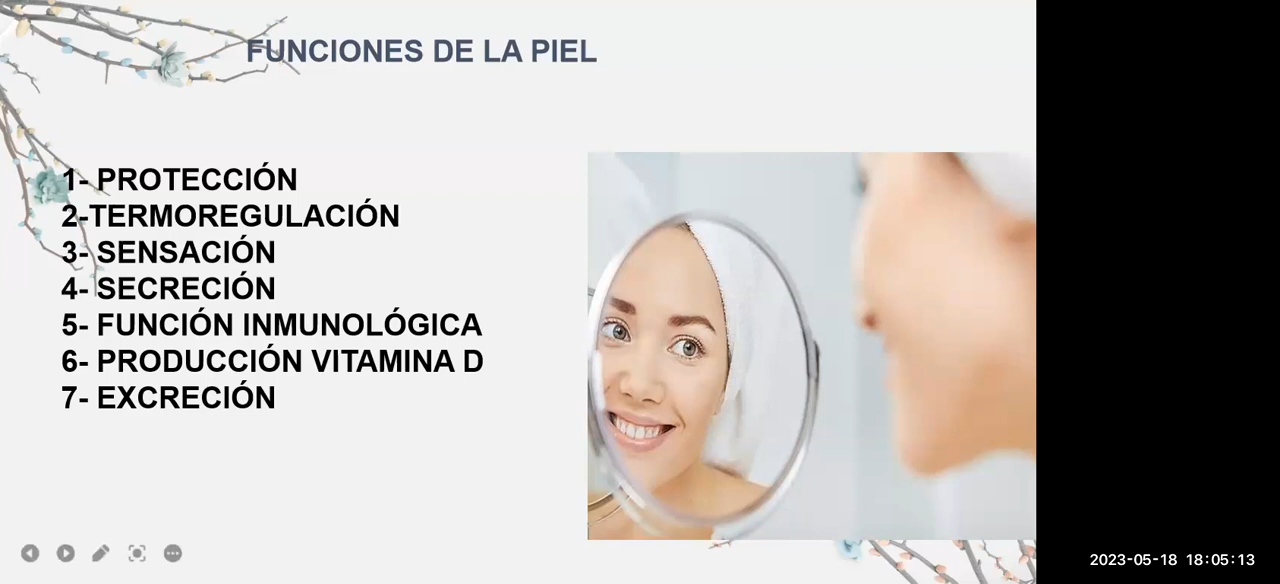 FUNCIONES DE LA PIEL
1- PROTECCIÓN
2-TERMOREGULACIÓN
3- SENSACIÓN
4- SECRECIÓN
5- FUNCIÓN INMUNOLÓGICA
6- PRODUCCIÓN VITAMINA D
7- EXCRECIÓN
2023-05-18 18:05:13